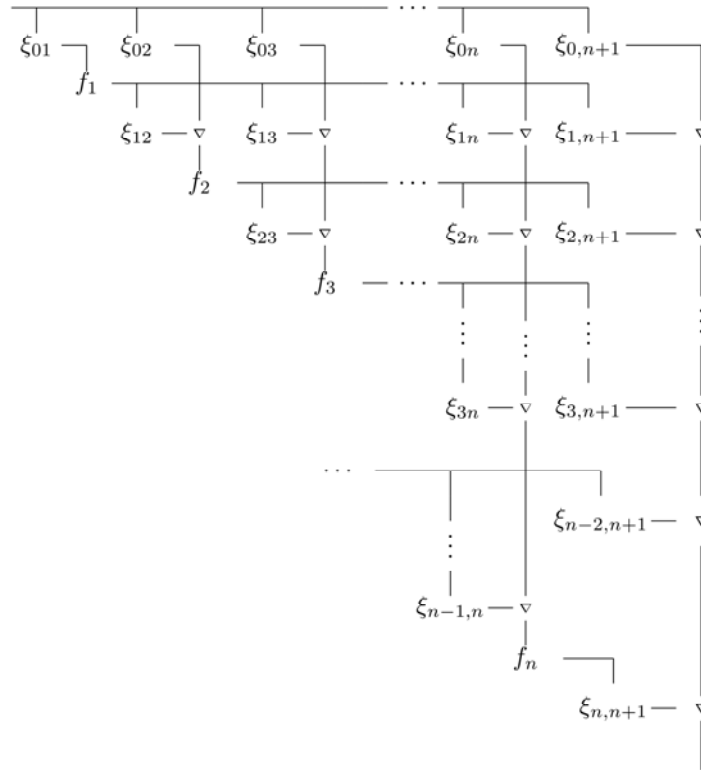 ···
ξ₀₁ ξ₀₂ ξ₀₃ ξ₀ₙ ξ₀,ₙ₊₁
f₁ ···
ξ₁₂ ▽ ξ₁₃ ▽ ξ₁ₙ ▽ ξ₁,ₙ₊₁ ▽
f₂ ···
ξ₂₃ ▽ ξ₂ₙ ▽ ξ₂,ₙ₊₁ ▽
f₃ ···
⋮ ⋮ ⋮ ⋮
ξ₃ₙ ▽ ξ₃,ₙ₊₁ ▽
···
ξₙ₋₂,ₙ₊₁ ▽
⋮
ξₙ₋₁,ₙ ▽
fₙ
ξₙ,ₙ₊₁ ▽